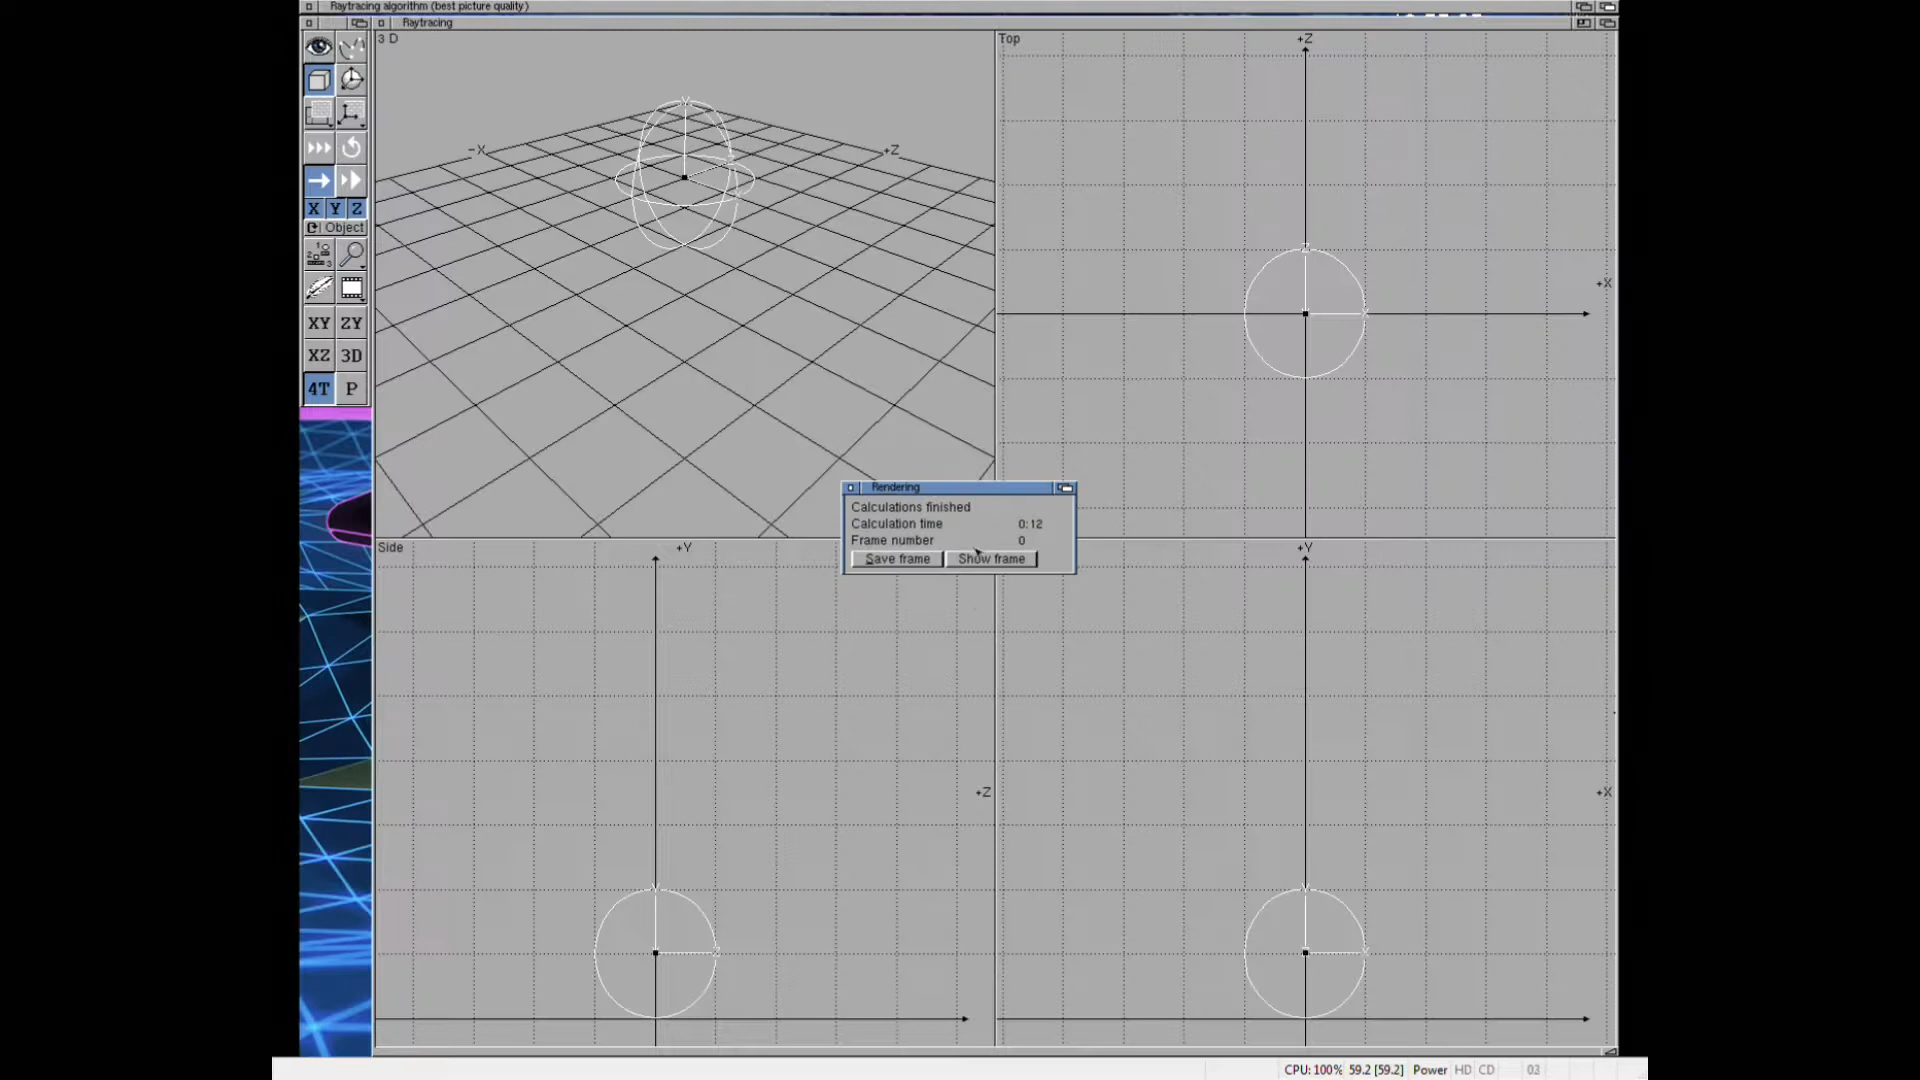 Raytracing algorithm (best picture quality)
Raytracing
3 D
Top
+Z
-X
+Z
Y
Z
+X
X
X Y Z
Object
XY ZY
XZ 3D
4T P
Rendering
Calculations finished
Calculation time 0:12
Frame number 0
Save frame Show frame
Side
+Y
+Y
+Z
+X
Y
Z
Y
X
CPU: 100% 59.2 [59.2] Power HD CD 03